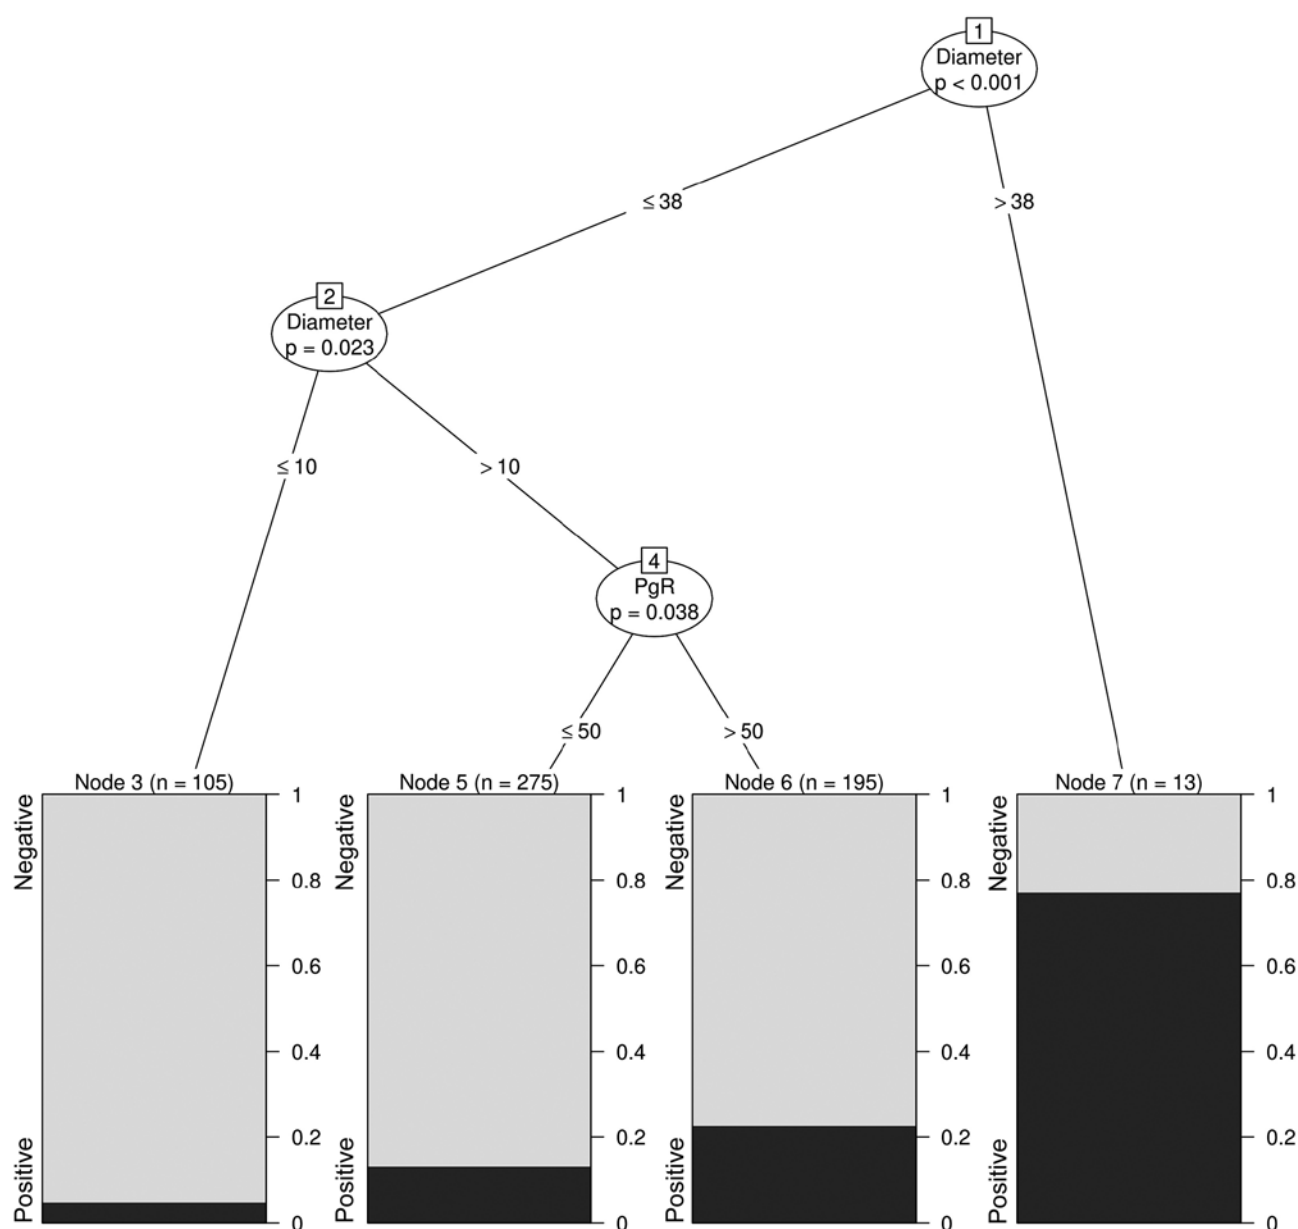 1
Diameter
p < 0.001
≤ 38
> 38
2
Diameter
p = 0.023
≤ 10
> 10
4
PgR
p = 0.038
≤ 50
> 50
Node 3 (n = 105)
Negative
Positive
1
0.8
0.6
0.4
0.2
0
Node 5 (n = 275)
Negative
Positive
1
0.8
0.6
0.4
0.2
0
Node 6 (n = 195)
Negative
Positive
1
0.8
0.6
0.4
0.2
0
Node 7 (n = 13)
Negative
Positive
1
0.8
0.6
0.4
0.2
0